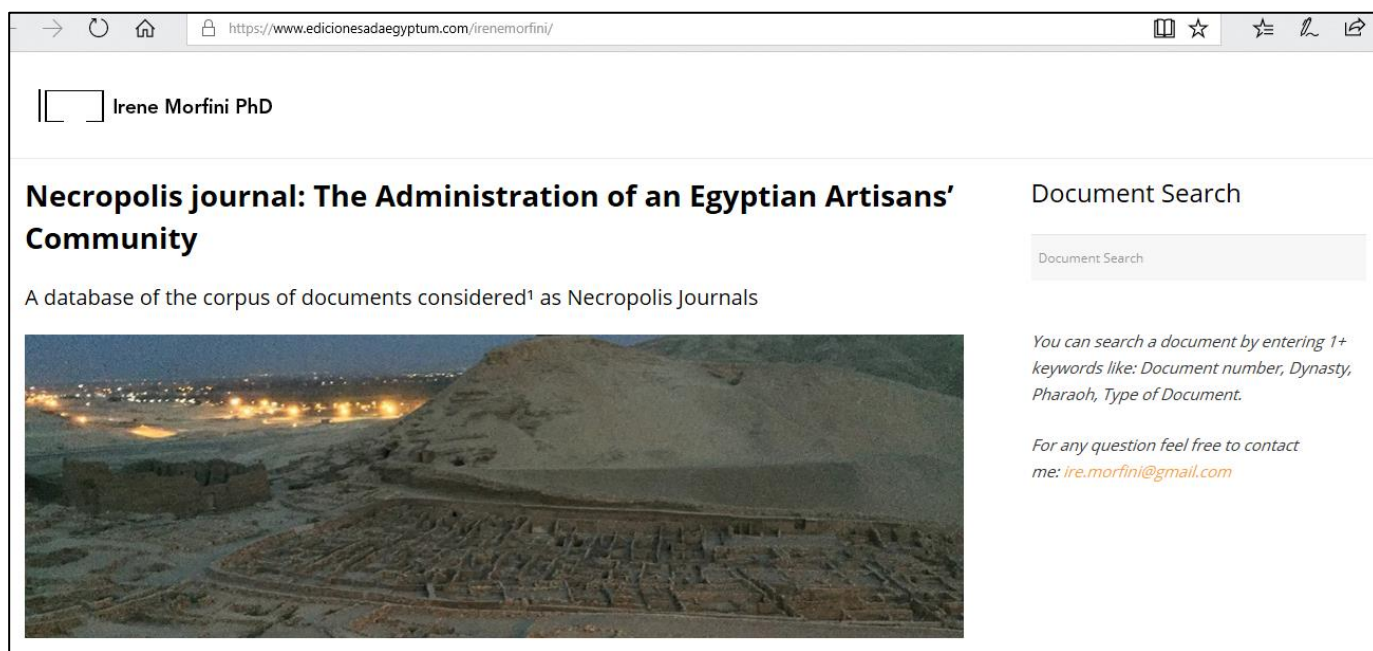 https://www.edicionesadaegyptum.com/irenemorfini/
Irene Morfini PhD
Necropolis journal: The Administration of an Egyptian Artisans’
Community
A database of the corpus of documents considered¹ as Necropolis Journals
Document Search
Document Search
You can search a document by entering 1+
keywords like: Document number, Dynasty,
Pharaoh, Type of Document.
For any question feel free to contact
me: ire.morfini@gmail.com